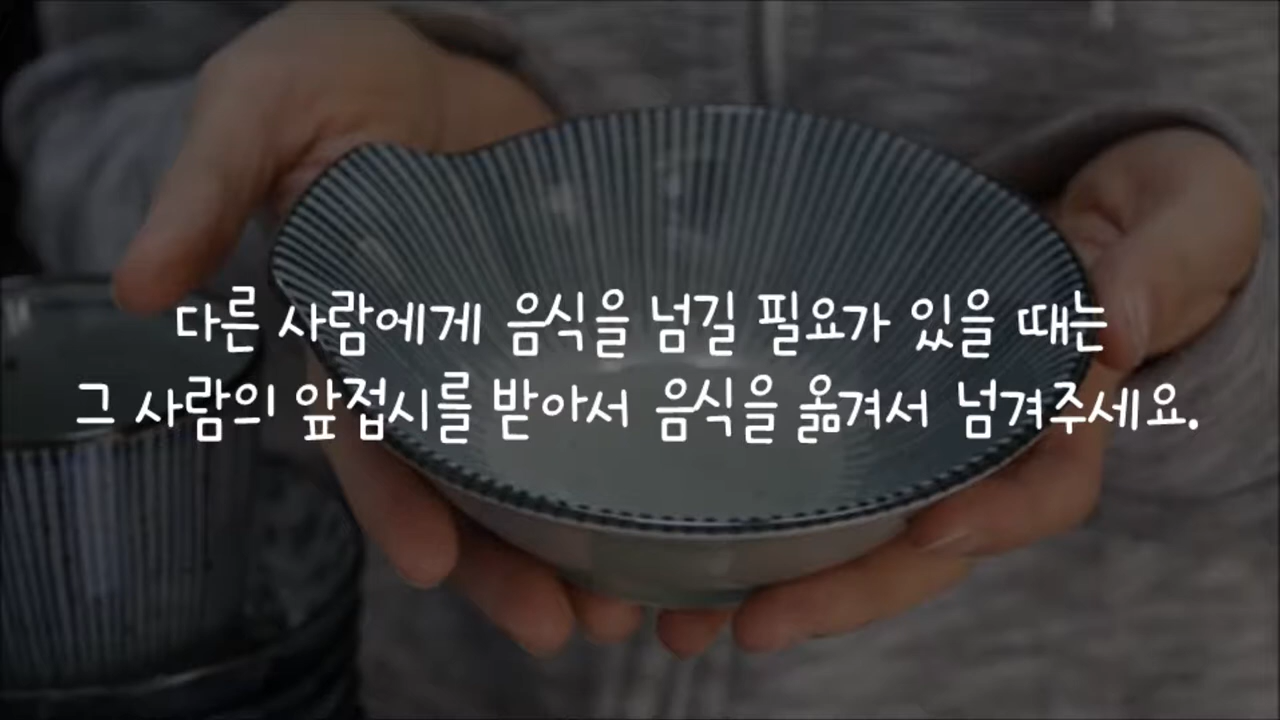 다른 사람에게 음식을 넘길 필요가 있을 때는
그 사람의 앞접시를 받아서 음식을 옮겨서 넘겨주세요.